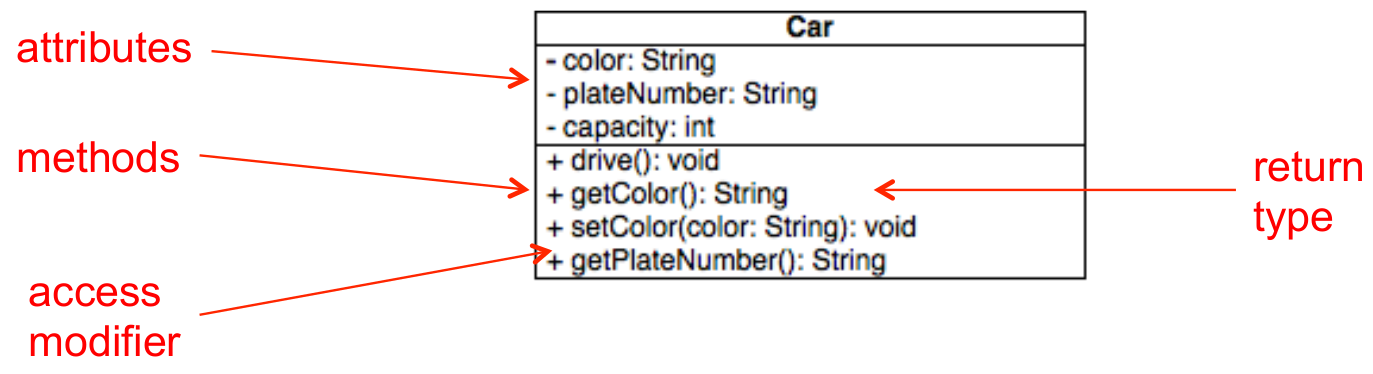 attributes
methods
access
modifier
Car
- color: String
- plateNumber: String
- capacity: int
+ drive(): void
+ getColor(): String
+ setColor(color: String): void
+ getPlateNumber(): String
return
type